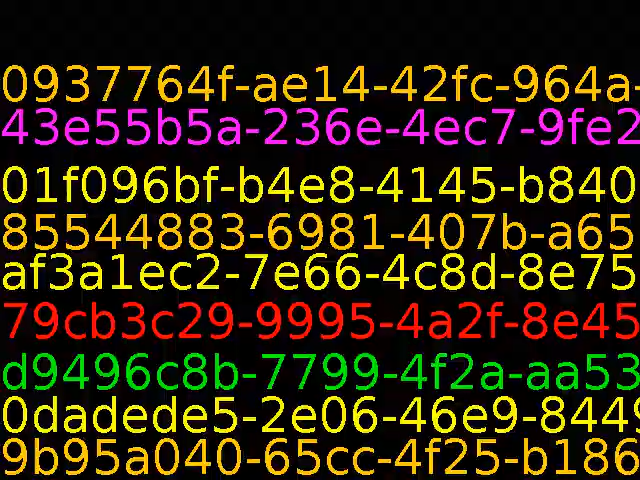 0937764f-ae14-42fc-964a-
43e55b5a-236e-4ec7-9fe2
01f096bf-b4e8-4145-b840
85544883-6981-407b-a65
af3a1ec2-7e66-4c8d-8e75
79cb3c29-9995-4a2f-8e45
d9496c8b-7799-4f2a-aa53
0dadede5-2e06-46e9-8449
9b95a040-65cc-4f25-b186